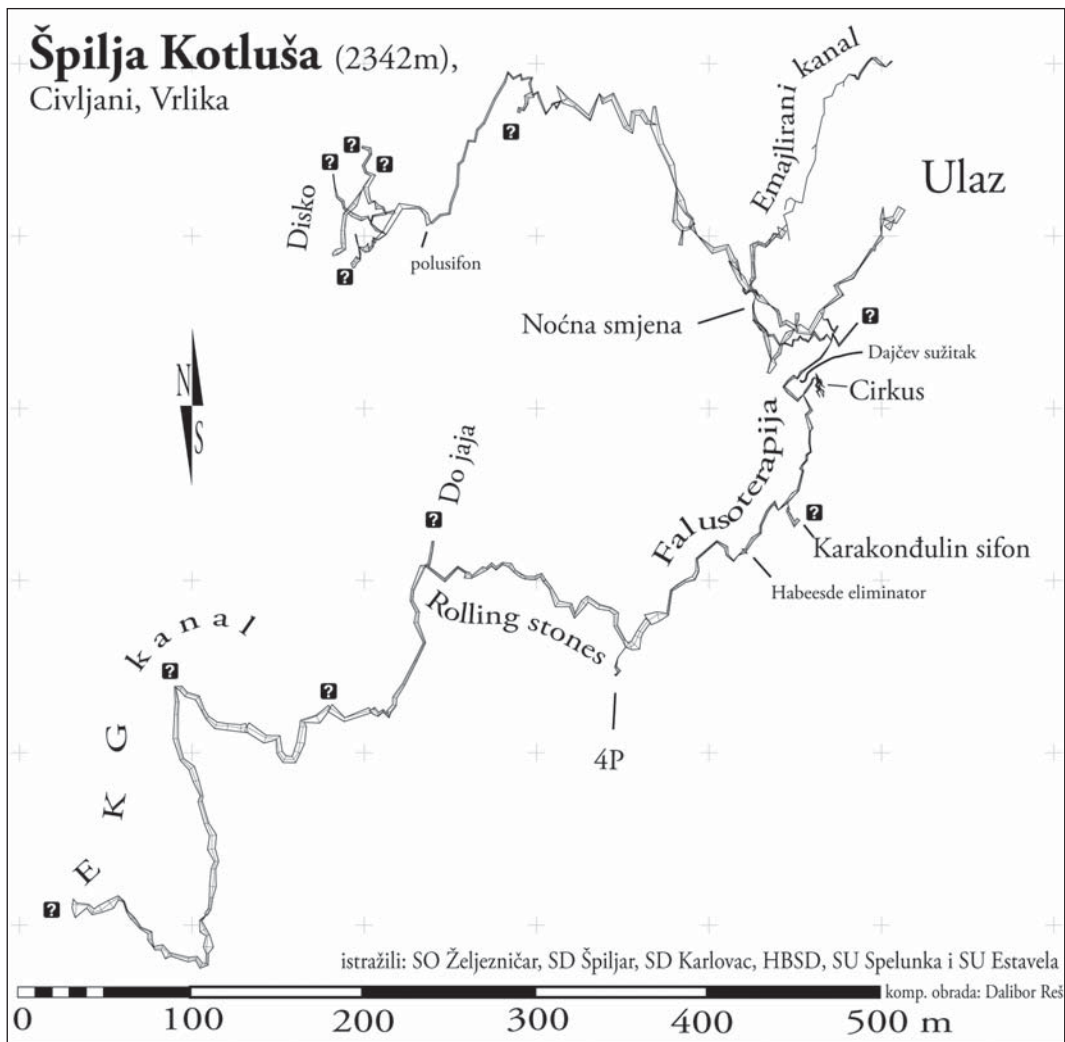 Špilja Kotluša (2342m),
Civljani, Vrlika
Emajlirani kanal
Ulaz
?
?
?
?
Disko
polusifon
?
Noćna smjena
?
Dajčev sužitak
Cirkus
N
S
Falusoterapija
Do jaja
?
?
Karakonđulin sifon
Habeesde eliminator
Rolling stones
4P
EKG kanal
?
?
?
istražili: SO Željezničar, SD Špiljar, SD Karlovac, HBSD, SU Spelunka i SU Estavela
komp. obrada: Dalibor Reš
0 100 200 300 400 500 m